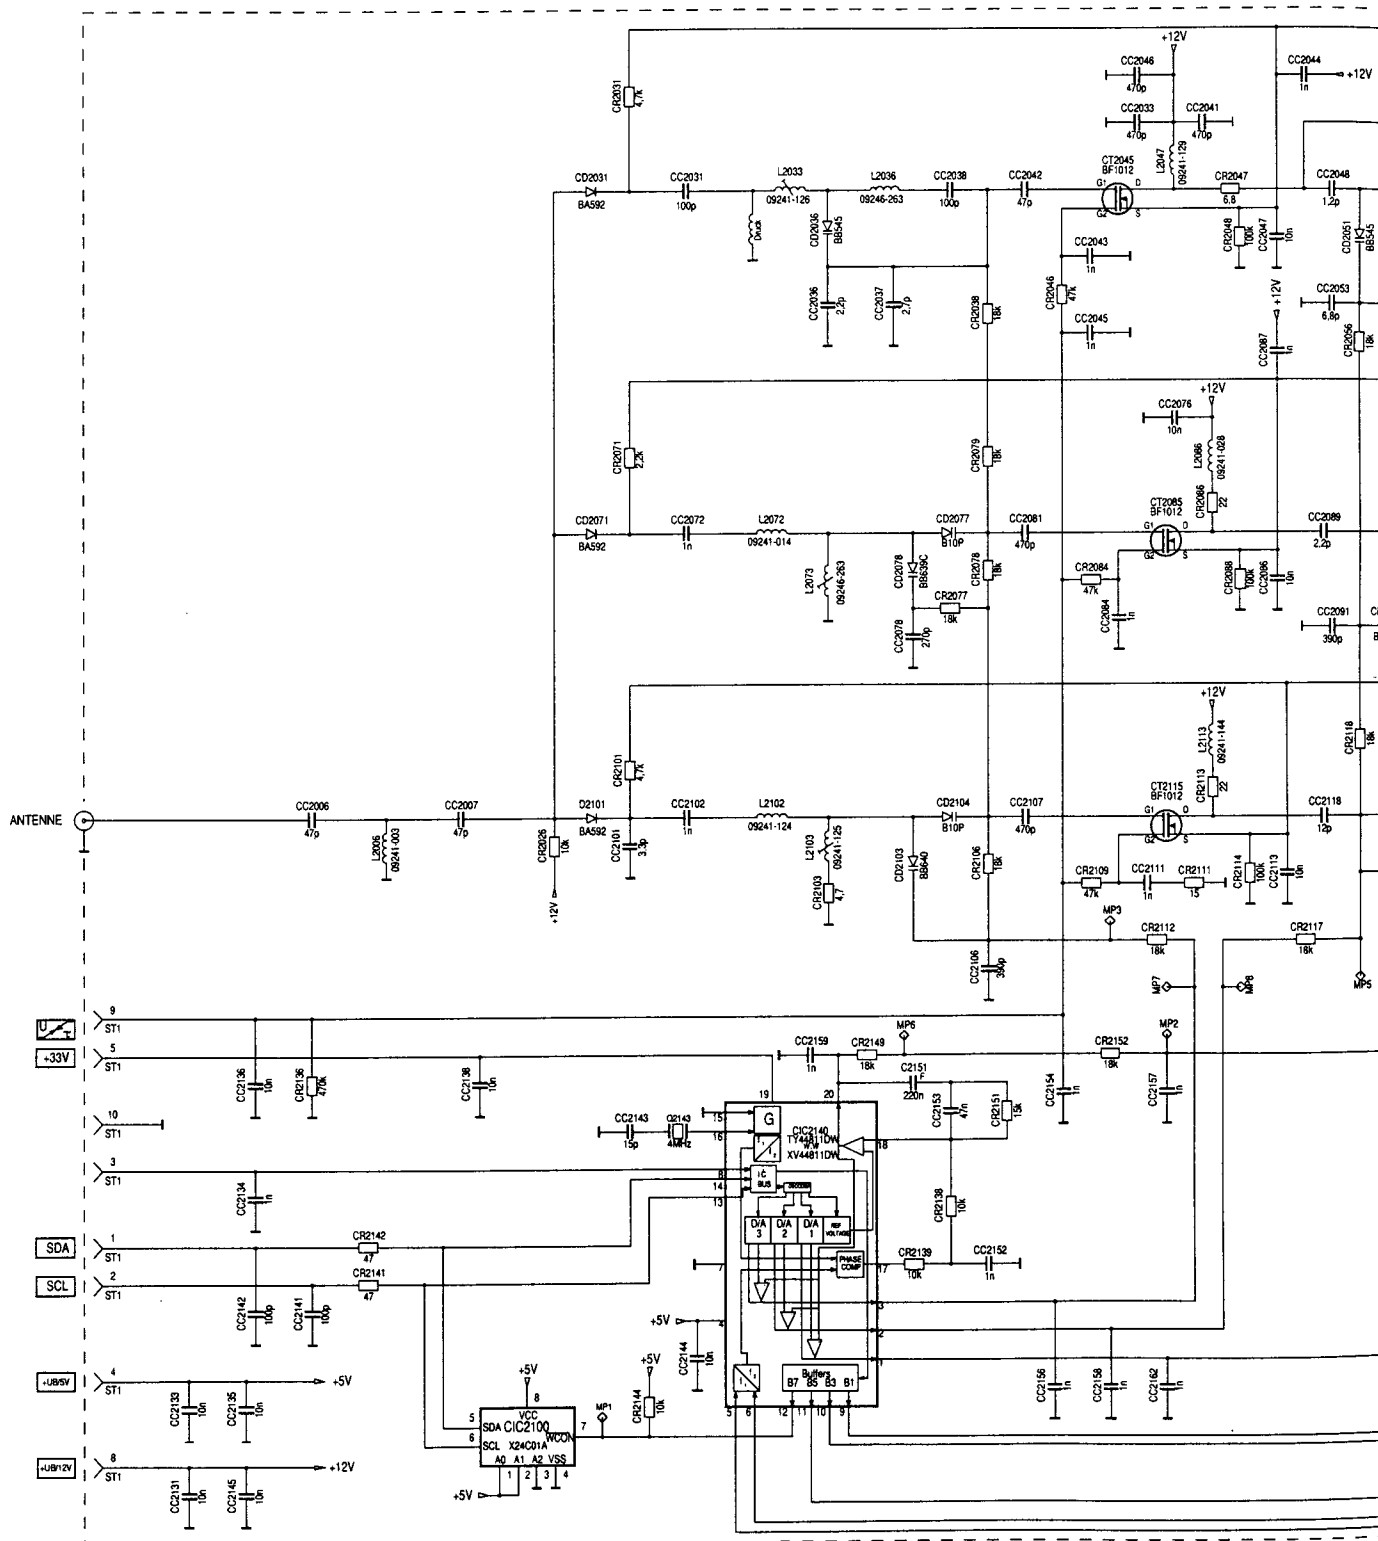 +12V
CC2046
470p
CC2044
1n
+12V
CR2031
4,7k
CC2033
470p
CC2041
470p
L2047
09241-129
CT2045
BF1012
CD2031
BA592
CC2031
100p
L2033
09241-126
L2036
09246-263
CC2038
100p
CC2042
47p
G1
D
G2
S
CR2047
6,8
CC2048
1,2p
Druck
CD2036
BB545
CR2048
100k
CC2047
10n
CD2051
BB545
CC2043
1n
CR2046
47k
CC2036
2,2p
CC2037
2,7p
CR2038
18k
CC2045
1n
+12V
CC2053
6,8p
CC2087
1n
CR2056
18k
CC2076
10n
+12V
CR2071
2,2k
CR2079
18k
L2086
09241-028
CR2086
22
CT2085
BF1012
CD2071
BA592
CC2072
1n
L2072
09241-014
CD2077
B10P
CC2081
470p
G1
D
G2
S
CC2089
2,2p
L2073
09246-263
CD2078
BB639C
CR2078
18k
CR2084
47k
CR2088
100k
CC2086
10n
CR2077
18k
CC2084
1n
CC2078
270p
CC2091
390p
+12V
CR2101
4,7k
L2113
09241-144
CR2118
18k
CR2113
22
CT2115
BF1012
ANTENNE
CC2006
47p
CC2007
47p
D2101
BA592
CC2102
1n
L2102
09241-124
CD2104
B10P
CC2107
470p
G1
D
G2
S
CC2118
12p
L2006
09241-003
CR2026
10k
CC2101
3,3p
L2103
09241-125
CD2103
BB640
CR2106
18k
CR2109
47k
CC2111
1n
CR2111
15
CR2114
100k
CC2113
10n
+12V
CR2103
4,7
MP3
CR2112
18k
CR2117
18k
CC2106
390p
MP7
MP8
MP5
U
T
9
ST1
MP6
MP2
+33V
5
ST1
CC2159
1n
CR2149
18k
CR2152
18k
CC2136
10n
CR2136
470k
CC2138
10n
C2151
F
220n
CC2153
47n
CR2151
15k
CC2154
1n
CC2157
1n
19
20
10
ST1
CC2143
15p
Q2143
4MHz
15
16
G
CIC2140
TY44811DW
W.W
XV44811DW
18
3
ST1
CC2134
1n
8
14
13
I²C
BUS
DECODER
CR2138
10k
D/A
3
D/A
2
D/A
1
REF
VOLTAGE
SDA
1
ST1
CR2142
47
7
PHASE
COMP
17
CR2139
10k
CC2152
1n
SCL
2
ST1
CR2141
47
CC2142
100p
CC2141
100p
3
+5V
4
2
CC2144
10n
1
+UB/5V
4
ST1
+5V
CC2133
10n
CC2135
10n
+5V
8
VCC
+5V
CR2144
10k
MP1
Buffers
B7 B5 B3 B1
5 6 12 11 10 9
CC2156
1n
CC2158
1n
CC2162
1n
5
SDA
CIC2100
6
SCL
X24C01A
WCON
7
A0 A1 A2 VSS
1 2 3 4
+5V
+UB/12V
8
ST1
+12V
CC2131
10n
CC2145
10n